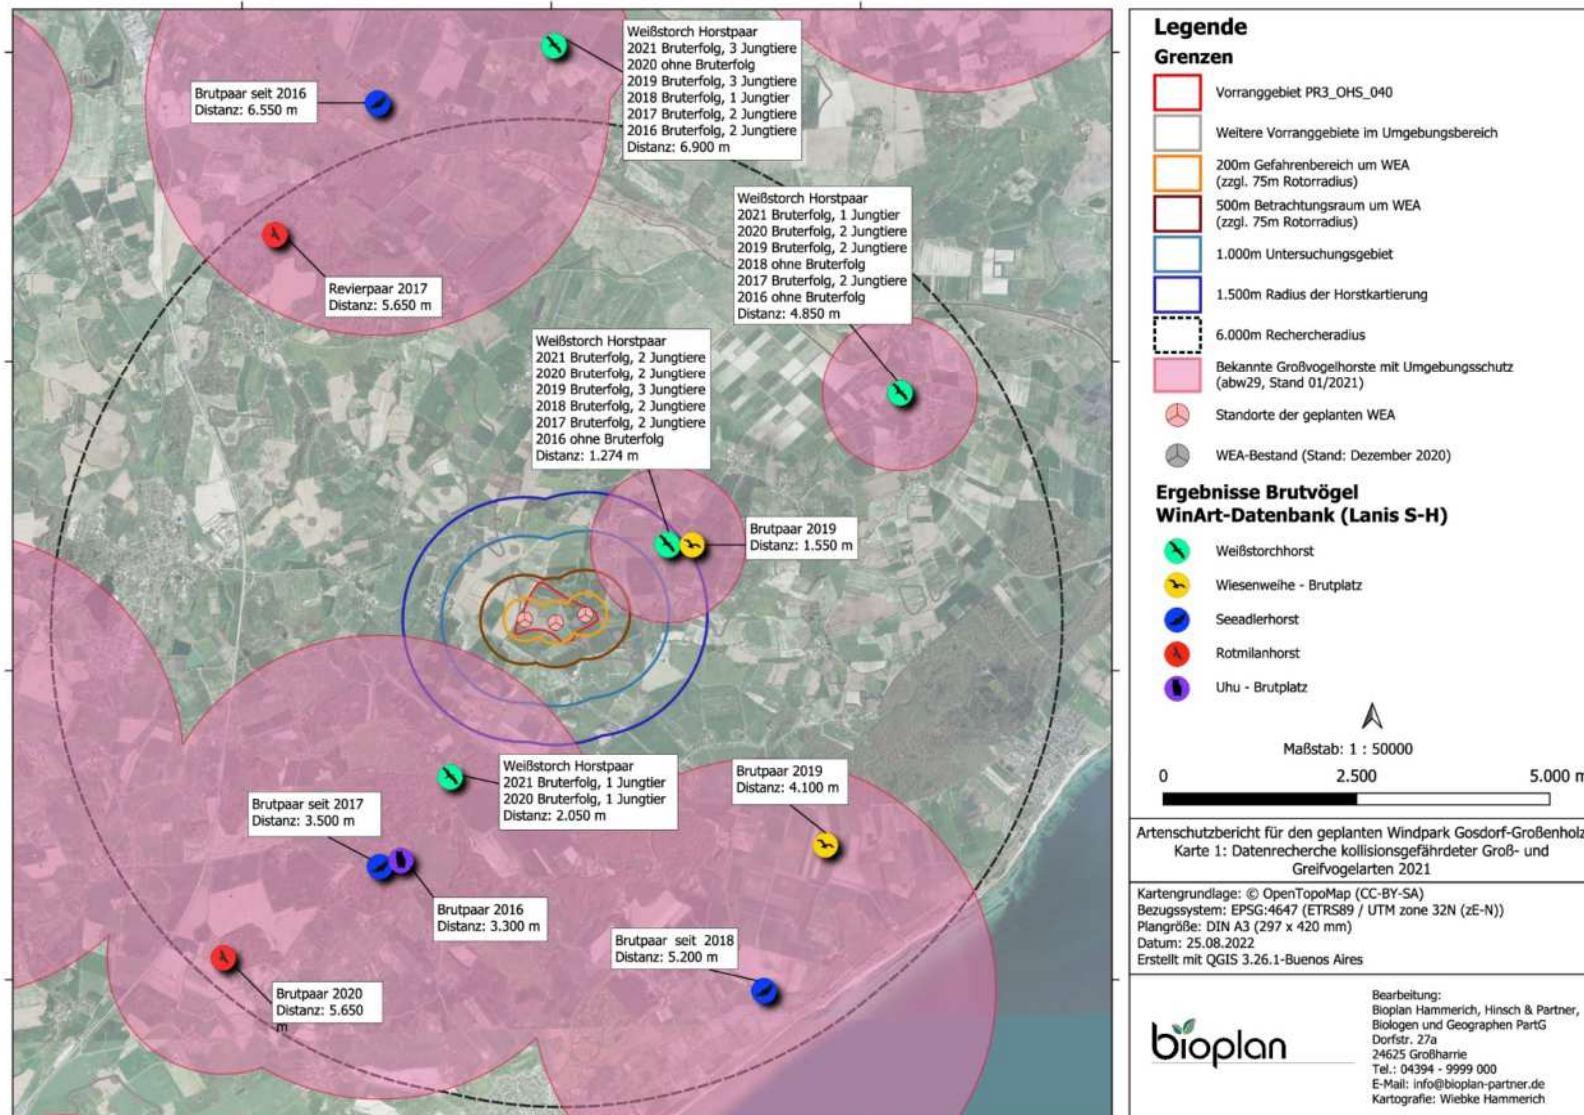 Weißstorch Horstpaar
2021 Bruterfolg, 3 Jungtiere
2020 ohne Bruterfolg
2019 Bruterfolg, 3 Jungtiere
2018 Bruterfolg, 1 Jungtier
2017 Bruterfolg, 2 Jungtiere
2016 Bruterfolg, 2 Jungtiere
Distanz: 6.900 m
Brutpaar seit 2016
Distanz: 6.550 m
Weißstorch Horstpaar
2021 Bruterfolg, 1 Jungtier
2020 Bruterfolg, 2 Jungtiere
2019 Bruterfolg, 2 Jungtiere
2018 ohne Bruterfolg
2017 Bruterfolg, 2 Jungtiere
2016 ohne Bruterfolg
Distanz: 4.850 m
Revierpaar 2017
Distanz: 5.650 m
Weißstorch Horstpaar
2021 Bruterfolg, 2 Jungtiere
2020 Bruterfolg, 2 Jungtiere
2019 Bruterfolg, 3 Jungtiere
2018 Bruterfolg, 2 Jungtiere
2017 Bruterfolg, 2 Jungtiere
2016 ohne Bruterfolg
Distanz: 1.274 m
Brutpaar 2019
Distanz: 1.550 m
Weißstorch Horstpaar
2021 Bruterfolg, 1 Jungtier
2020 Bruterfolg, 1 Jungtier
Distanz: 2.050 m
Brutpaar 2019
Distanz: 4.100 m
Brutpaar seit 2017
Distanz: 3.500 m
Brutpaar 2016
Distanz: 3.300 m
Brutpaar seit 2018
Distanz: 5.200 m
Brutpaar 2020
Distanz: 5.650
m
Legende
Grenzen
Vorranggebiet PR3_OHS_040
Weitere Vorranggebiete im Umgebungsbereich
200m Gefahrenbereich um WEA
(zzgl. 75m Rotorradius)
500m Betrachtungsraum um WEA
(zzgl. 75m Rotorradius)
1.000m Untersuchungsgebiet
1.500m Radius der Horstkartierung
6.000m Rechercheradius
Bekannte Großvogelhorste mit Umgebungsschutz
(abw29, Stand 01/2021)
Standorte der geplanten WEA
WEA-Bestand (Stand: Dezember 2020)
Ergebnisse Brutvögel
WinArt-Datenbank (Lanis S-H)
Weißstorchhorst
Wiesenweihe - Brutplatz
Seeadlerhorst
Rotmilanhorst
Uhu - Brutplatz
Maßstab: 1 : 50000
0 2.500 5.000 m
Artenschutzbericht für den geplanten Windpark Gosdorf-Großenholz
Karte 1: Datenrecherche kollisionsgefährdeter Groß- und
Greifvogelarten 2021
Kartengrundlage: © OpenTopoMap (CC-BY-SA)
Bezugssystem: EPSG:4647 (ETRS89 / UTM zone 32N (zE-N))
Plangröße: DIN A3 (297 x 420 mm)
Datum: 25.08.2022
Erstellt mit QGIS 3.26.1-Buenos Aires
bioplan
Bearbeitung:
Bioplan Hammerich, Hinsch & Partner,
Biologen und Geographen PartG
Dorfstr. 27a
24625 Großharrie
Tel.: 04394 - 9999 000
E-Mail: info@bioplan-partner.de
Kartografie: Wiebke Hammerich